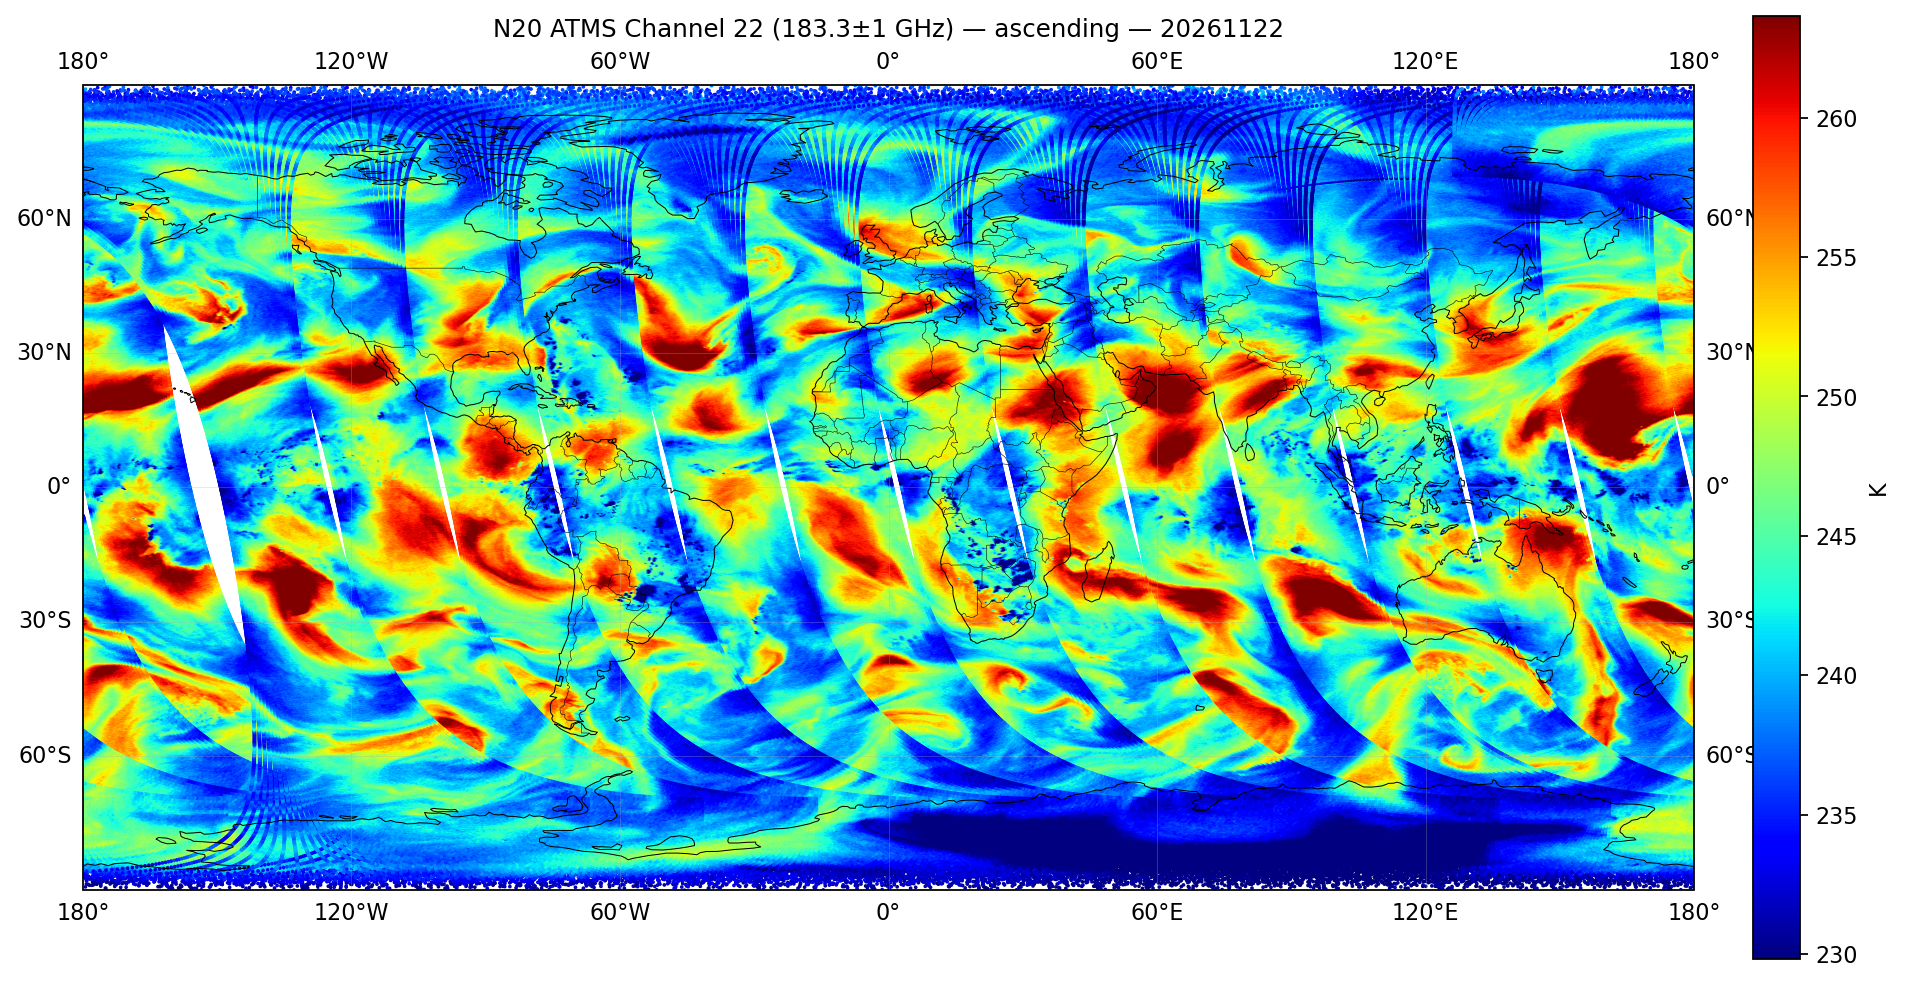 N20 ATMS Channel 22 (183.3±1 GHz) — ascending — 20261122
180° 120°W 60°W 0° 60°E 120°E 180°
60°N 60°N
30°N 30°N
0° 0°
30°S 30°S
60°S 60°S
180° 120°W 60°W 0° 60°E 120°E 180°
260
255
250
245
240
235
230
K